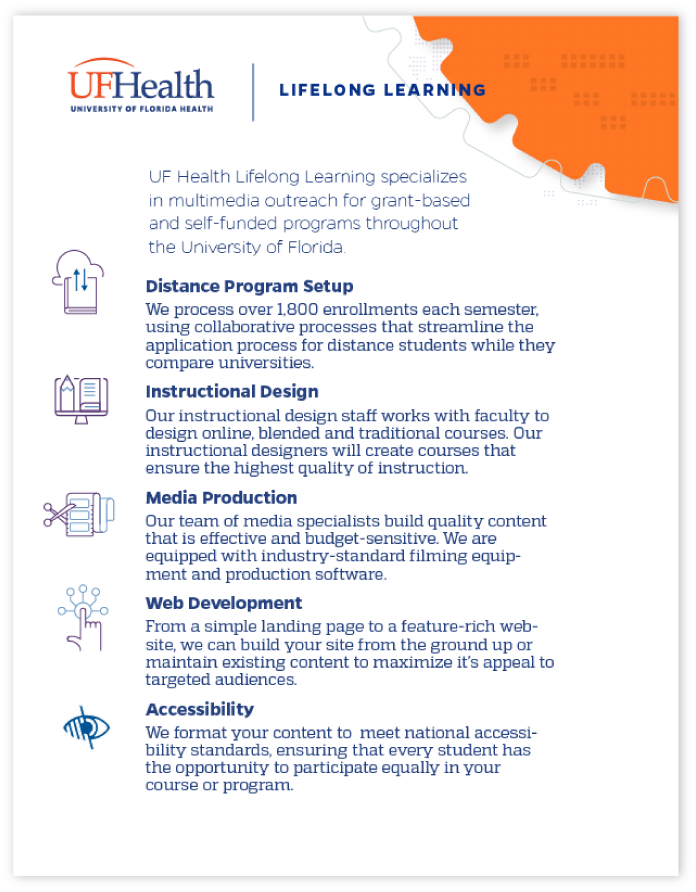 UFHealth
UNIVERSITY OF FLORIDA HEALTH
LIFELONG LEARNING
UF Health Lifelong Learning specializes
in multimedia outreach for grant-based
and self-funded programs throughout
the University of Florida.
Distance Program Setup
We process over 1,800 enrollments each semester,
using collaborative processes that streamline the
application process for distance students while they
compare universities.
Instructional Design
Our instructional design staff works with faculty to
design online, blended and traditional courses. Our
instructional designers will create courses that
ensure the highest quality of instruction.
Media Production
Our team of media specialists build quality content
that is effective and budget-sensitive. We are
equipped with industry-standard filming equip-
ment and production software.
Web Development
From a simple landing page to a feature-rich web-
site, we can build your site from the ground up or
maintain existing content to maximize it's appeal to
targeted audiences.
Accessibility
We format your content to  meet national accessi-
bility standards, ensuring that every student has
the opportunity to participate equally in your
course or program.